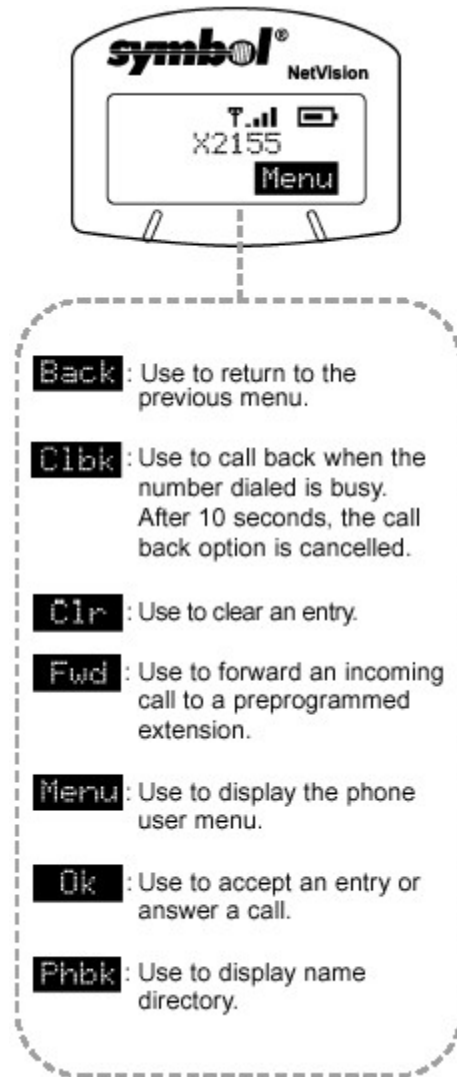 symbol®
NetVision
X2155
Menu
Back : Use to return to the
previous menu.
Clbk : Use to call back when the
number dialed is busy.
After 10 seconds, the call
back option is cancelled.
Clr : Use to clear an entry.
Fwd : Use to forward an incoming
call to a preprogrammed
extension.
Menu : Use to display the phone
user menu.
Ok : Use to accept an entry or
answer a call.
Phbk : Use to display name
directory.